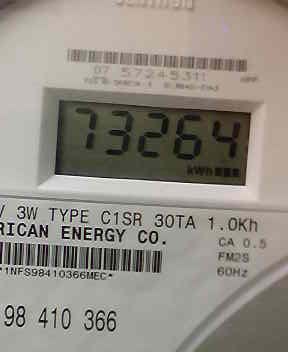 07 57245311
73264
kWh
V 3W TYPE C1SR 30TA 1.0Kh
RICAN ENERGY CO.
CA 0.5
FM2S
60Hz
*1NFS98410366MEC*
98 410 366